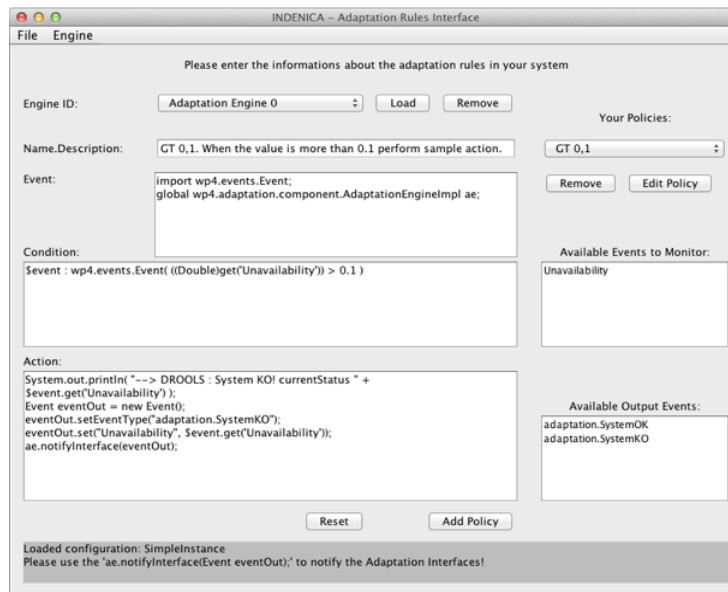 INDENICA – Adaptation Rules Interface
File Engine
Please enter the informations about the adaptation rules in your system
Engine ID:
Adaptation Engine 0
Load
Remove
Your Policies:
Name.Description:
GT 0,1. When the value is more than 0.1 perform sample action.
GT 0,1
Event:
import wp4.events.Event;
global wp4.adaptation.component.AdaptationEngineImpl ae;
Remove
Edit Policy
Condition:
$event : wp4.events.Event( ((Double)get('Unavailability')) > 0.1 )
Available Events to Monitor:
Unavailability
Action:
System.out.println( "--> DROOLS : System KO! currentStatus " +
$event.get('Unavailability') );
Event eventOut = new Event();
eventOut.setEventType("adaptation.SystemKO");
eventOut.set("Unavailability", $event.get('Unavailability'));
ae.notifyInterface(eventOut);
Available Output Events:
adaptation.SystemOK
adaptation.SystemKO
Reset
Add Policy
Loaded configuration: SimpleInstance
Please use the 'ae.notifyInterface(Event eventOut);' to notify the Adaptation Interfaces!